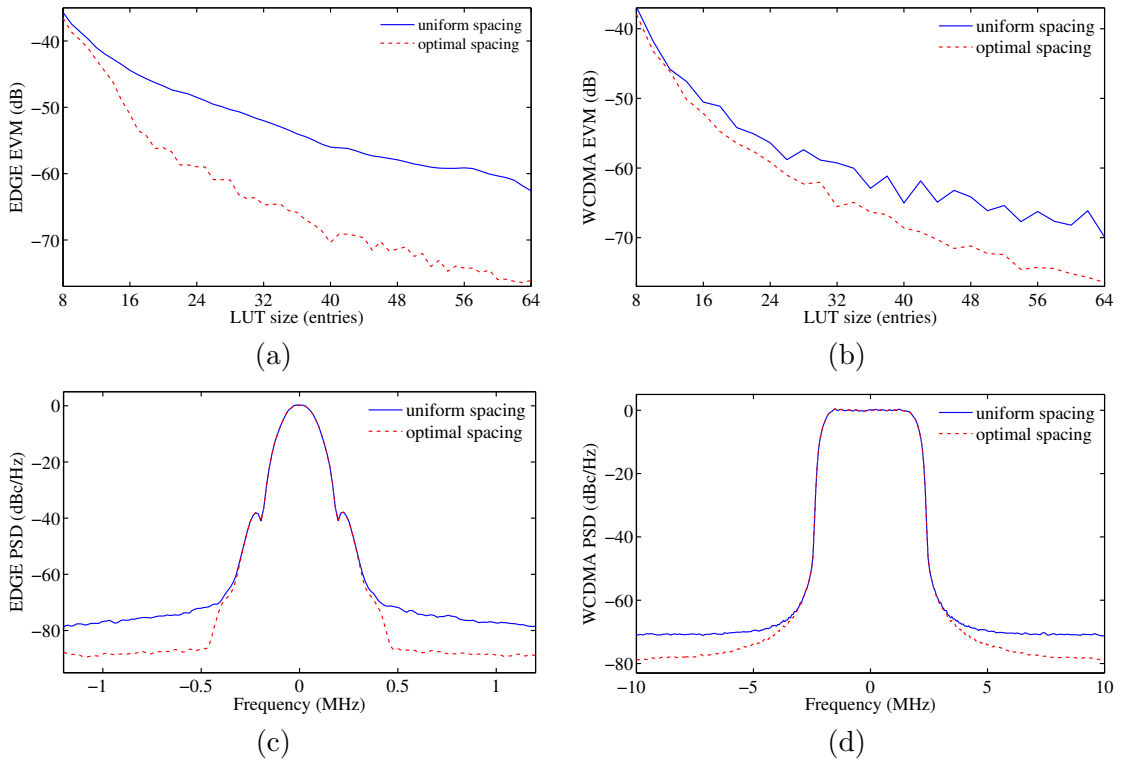 uniform spacing
optimal spacing
EDGE EVM (dB)
−40
−50
−60
−70
8 16 24 32 40 48 56 64
LUT size (entries)
(a)
uniform spacing
optimal spacing
WCDMA EVM (dB)
−40
−50
−60
−70
8 16 24 32 40 48 56 64
LUT size (entries)
(b)
uniform spacing
optimal spacing
EDGE PSD (dBc/Hz)
0
−20
−40
−60
−80
−1 −0.5 0 0.5 1
Frequency (MHz)
(c)
uniform spacing
optimal spacing
WCDMA PSD (dBc/Hz)
0
−20
−40
−60
−80
−10 −5 0 5 10
Frequency (MHz)
(d)